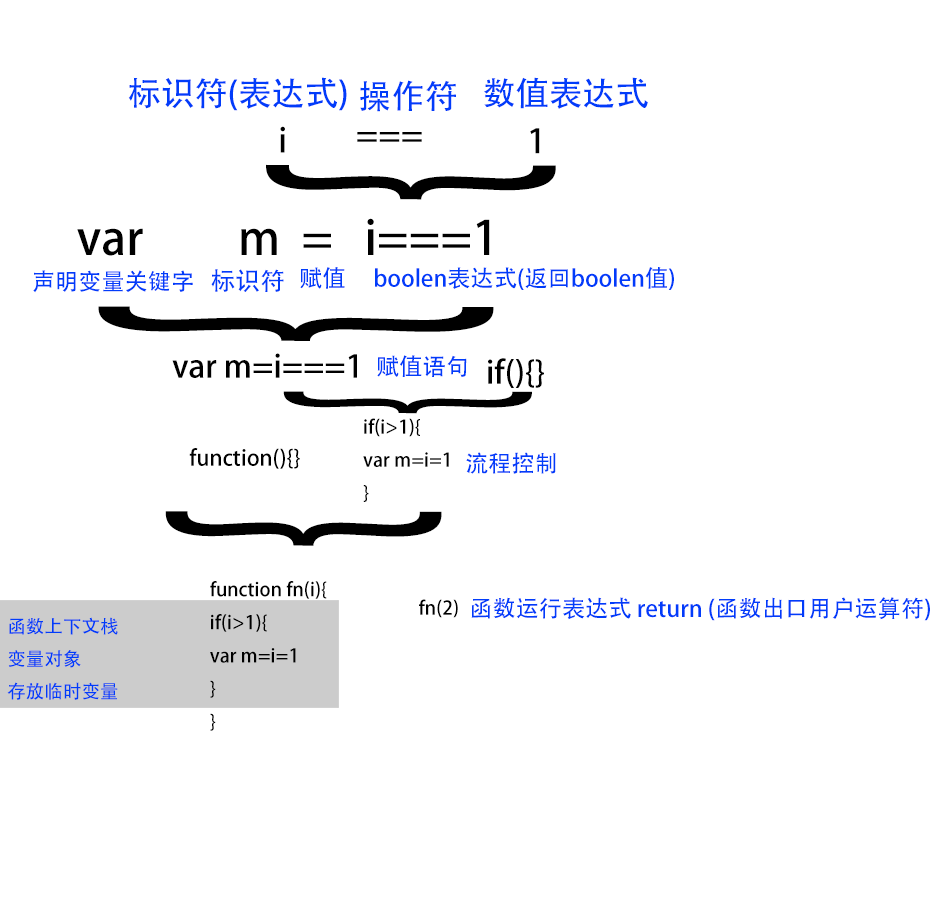 标识符(表达式) 操作符 数值表达式
i === 1
var m = i===1
声明变量关键字 标识符 赋值 boolen表达式(返回boolen值)
var m=i===1 赋值语句 if(){}
if(i>1){
function(){} var m=i=1 流程控制
}
function fn(i){
fn(2) 函数运行表达式 return (函数出口用户运算符)
函数上下文栈 if(i>1){
变量对象 var m=i=1
存放临时变量 }
}